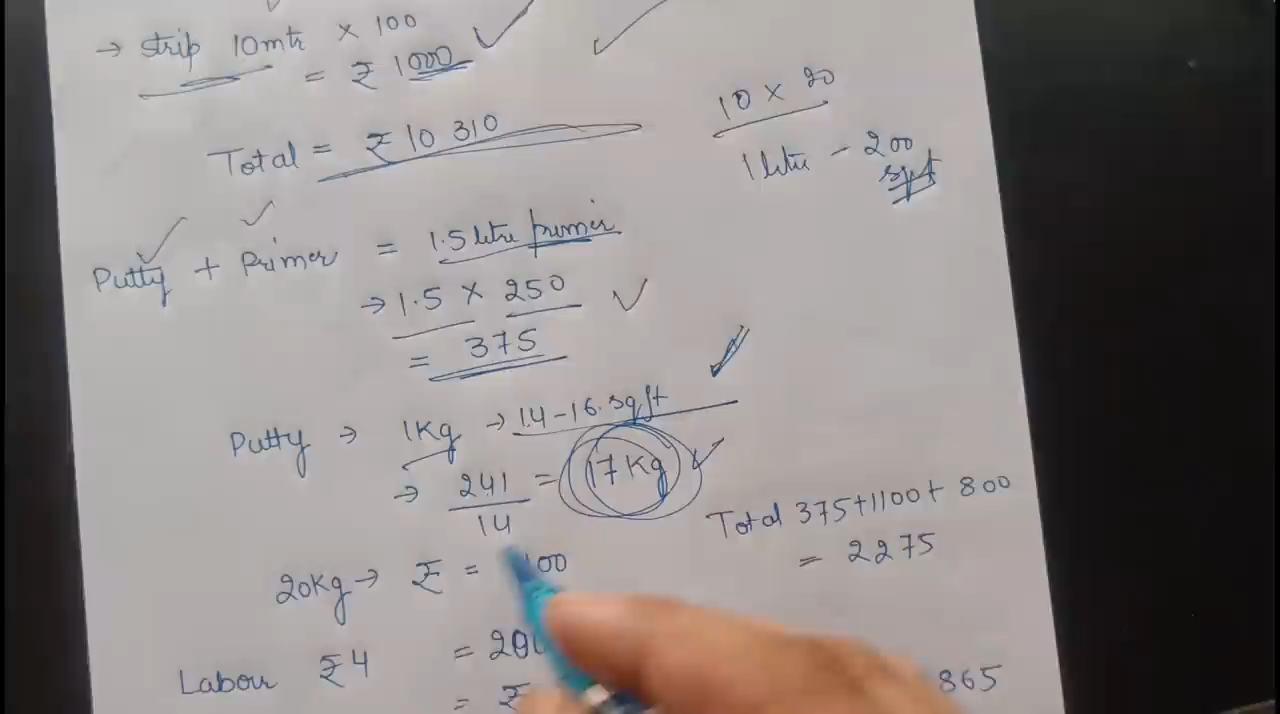 → strip 10mtr × 100
= ₹ 1000
Total = ₹ 10 310
10 × 20
1 litre - 200
sqft
Putty + Primer = 1.5 litre primer
→ 1.5 × 250
= 375
Putty → 1Kg → 14-16.sqft
→ 241/14 = 17 Kg
20Kg → ₹ = 100
Total 375+1100+ 800
= 2275
Labour ₹4 =
= ₹
865